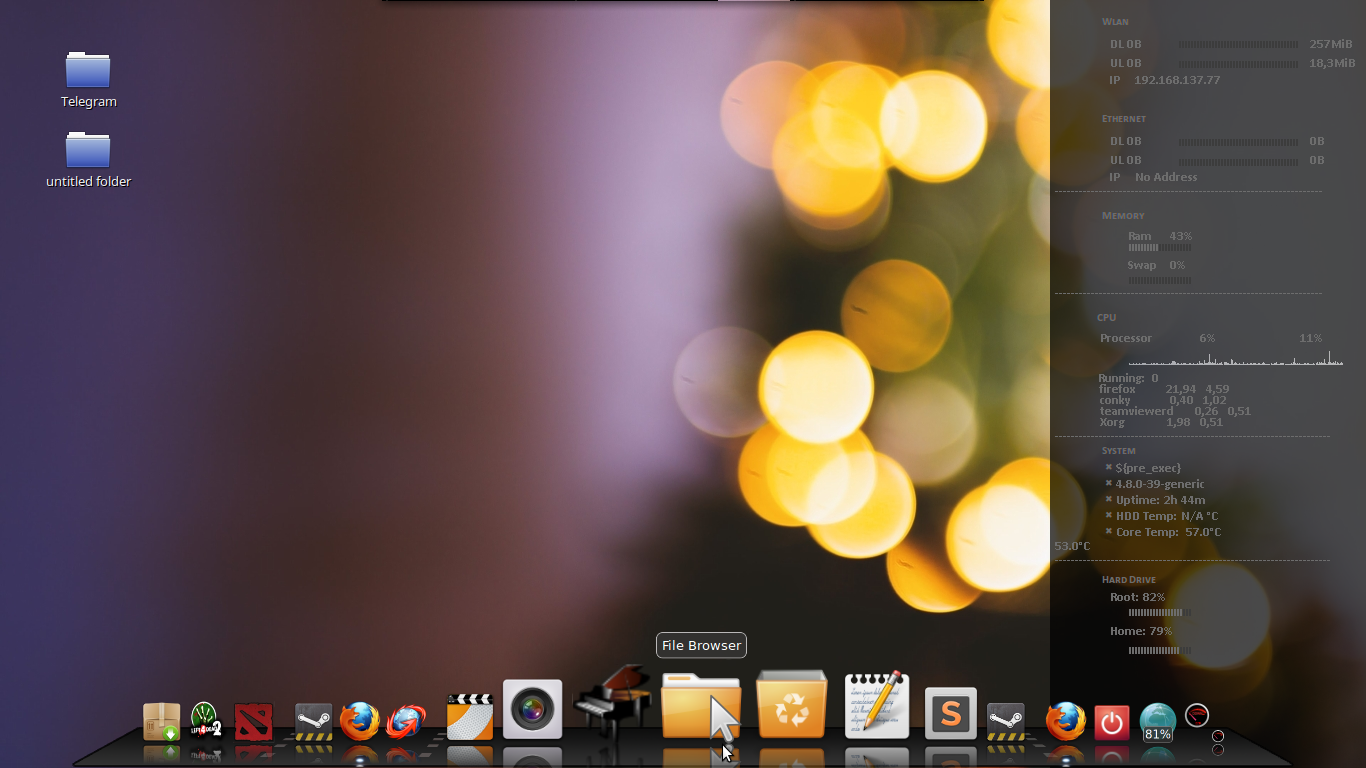 Telegram
untitled folder
WLAN
DL 0B 257MiB
UL 0B 18,3MiB
IP 192.168.137.77
ETHERNET
DL 0B 0B
UL 0B 0B
IP No Address
MEMORY
Ram 43%
Swap 0%
CPU
Processor 6% 11%
Running: 0
firefox 21,94 4,59
conky 0,40 1,02
teamviewerd 0,26 0,51
Xorg 1,98 0,51
SYSTEM
${pre_exec}
4.8.0-39-generic
Uptime: 2h 44m
HDD Temp: N/A °C
Core Temp: 57.0°C
53.0°C
HARD DRIVE
Root: 82%
Home: 79%
File Browser
LEFT 4 DEAD 2
S
81%